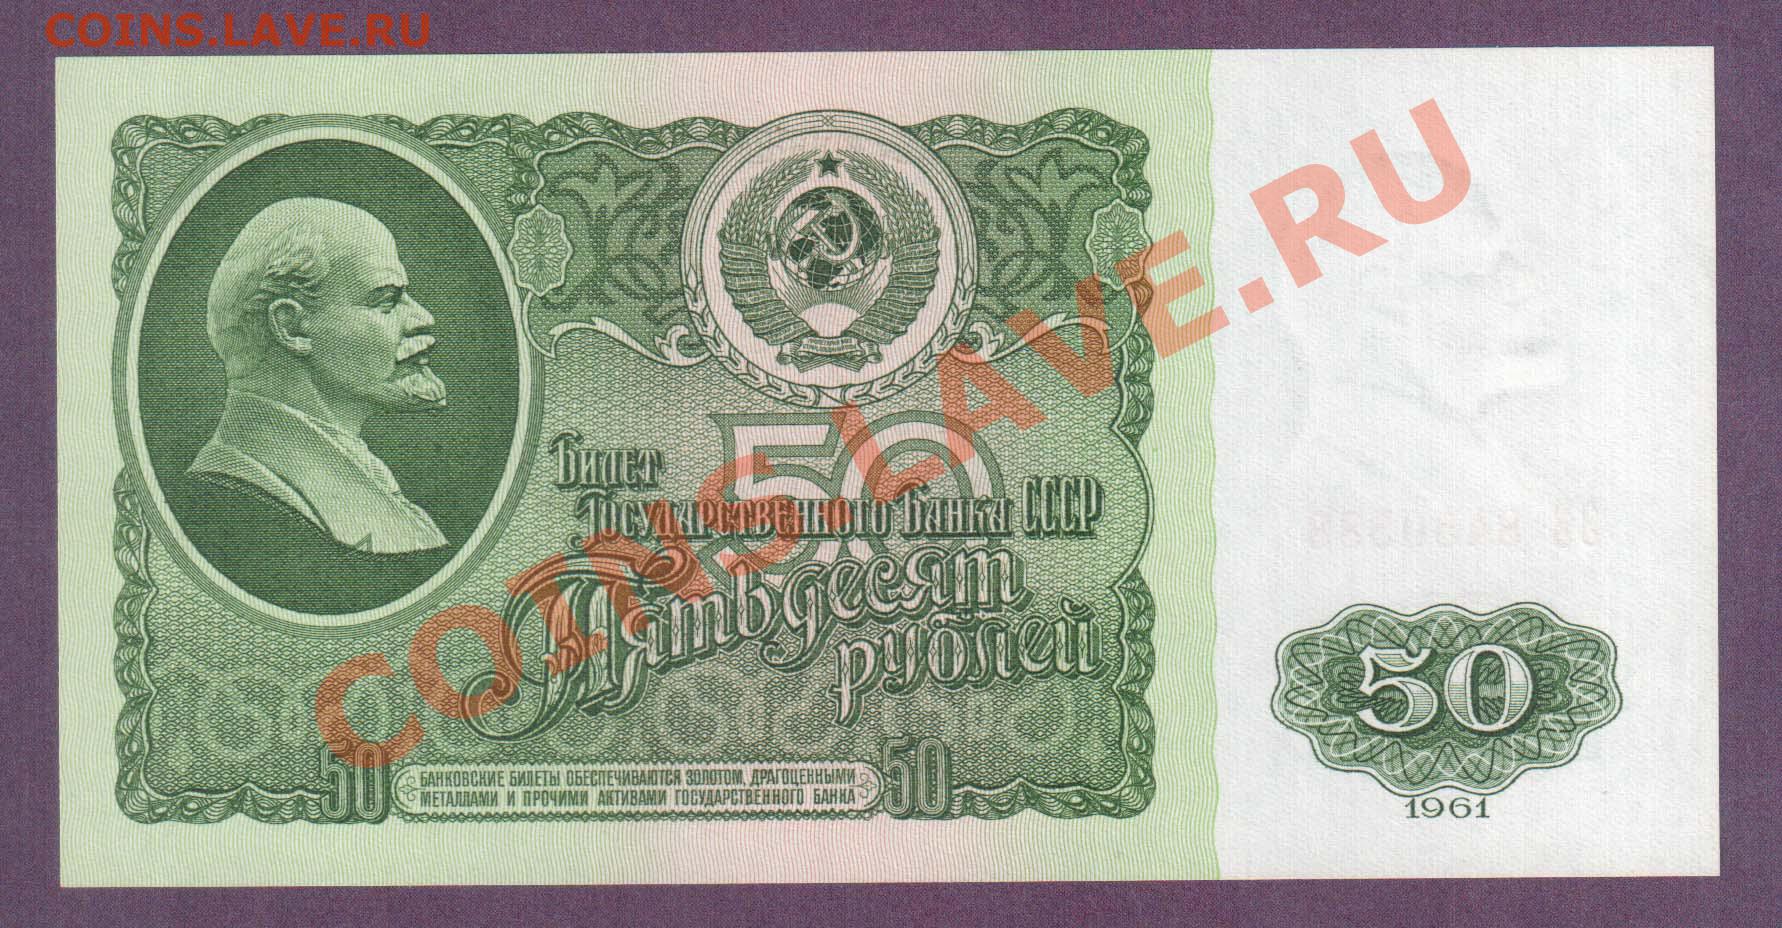 COINS.LAVE.RU
COINS.LAVE.RU
50
Билет
Государственного Банка СССР
Пятьдесят
рублей
50
50
БАНКОВСКИЕ БИЛЕТЫ ОБЕСПЕЧИВАЮТСЯ ЗОЛОТОМ, ДРАГОЦЕННЫМИ
МЕТАЛЛАМИ И ПРОЧИМИ АКТИВАМИ ГОСУДАРСТВЕННОГО БАНКА
50
1961